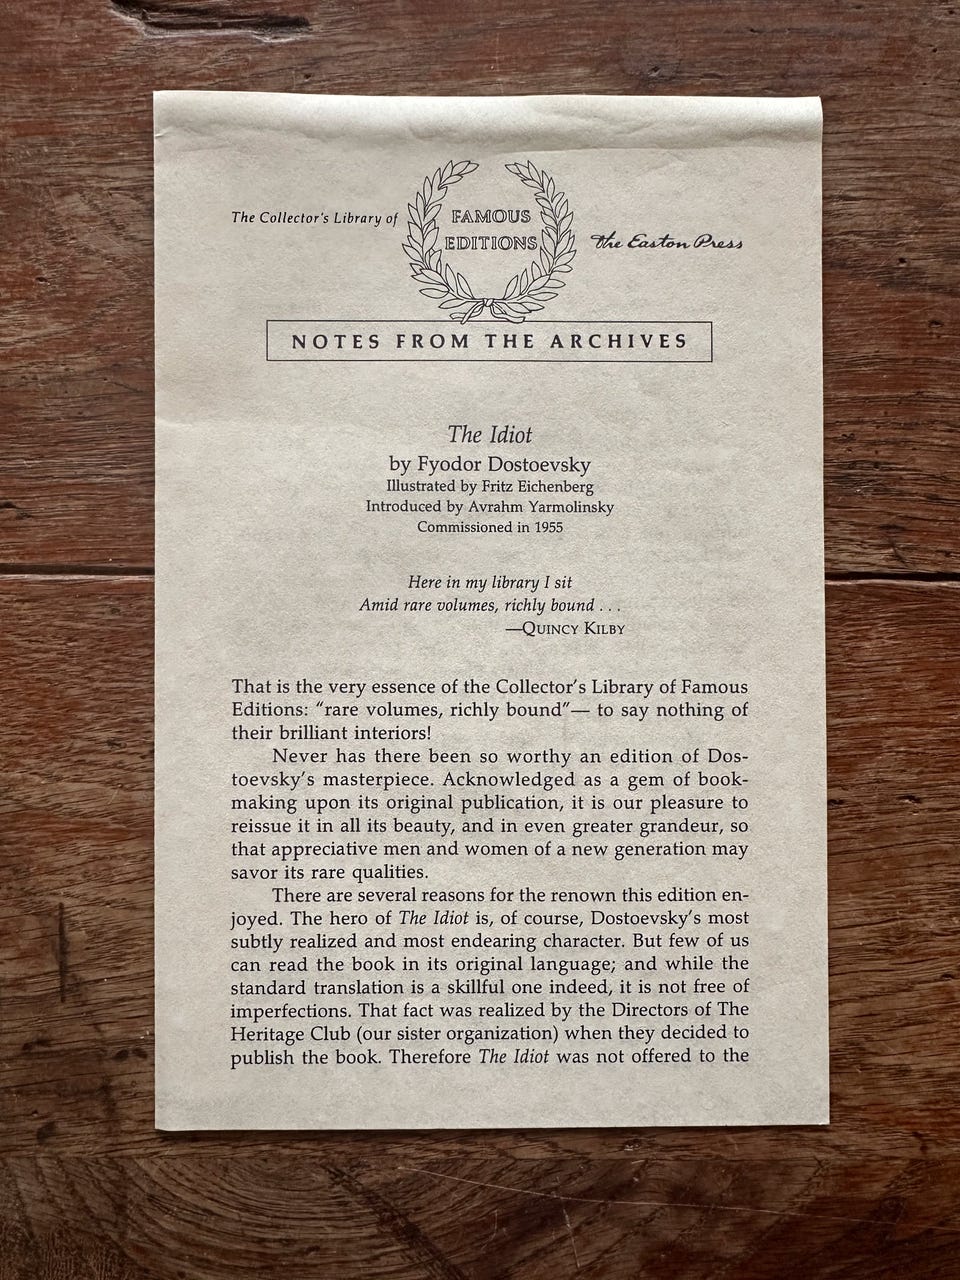 The Collector's Library of
FAMOUS
EDITIONS
the Easton Press
NOTES FROM THE ARCHIVES
The Idiot
by Fyodor Dostoevsky
Illustrated by Fritz Eichenberg
Introduced by Avrahm Yarmolinsky
Commissioned in 1955
Here in my library I sit
Amid rare volumes, richly bound . . .
—QUINCY KILBY
That is the very essence of the Collector's Library of Famous
Editions: “rare volumes, richly bound”— to say nothing of
their brilliant interiors!
Never has there been so worthy an edition of Dos-
toevsky's masterpiece. Acknowledged as a gem of book-
making upon its original publication, it is our pleasure to
reissue it in all its beauty, and in even greater grandeur, so
that appreciative men and women of a new generation may
savor its rare qualities.
There are several reasons for the renown this edition en-
joyed. The hero of The Idiot is, of course, Dostoevsky's most
subtly realized and most endearing character. But few of us
can read the book in its original language; and while the
standard translation is a skillful one indeed, it is not free of
imperfections. That fact was realized by the Directors of The
Heritage Club (our sister organization) when they decided to
publish the book. Therefore The Idiot was not offered to the